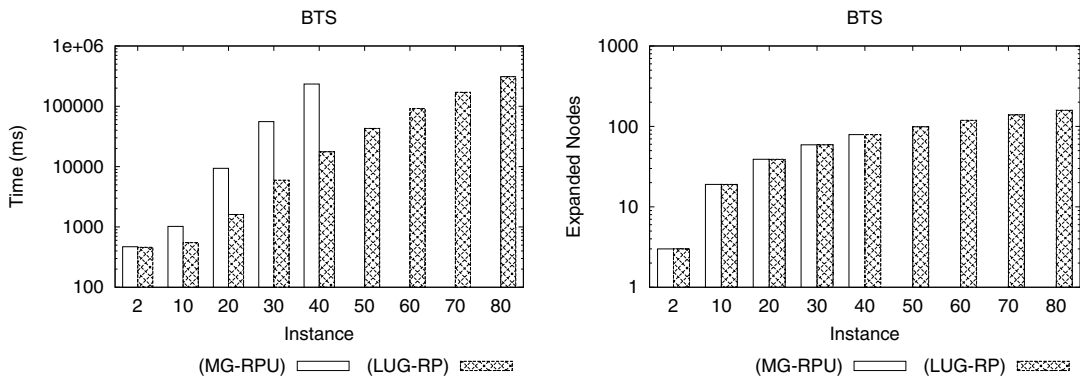 BTS
1e+06
100000
10000
1000
100
Time (ms)
2 10 20 30 40 50 60 70 80
Instance
(MG-RPU) (LUG-RP)
BTS
1000
100
10
1
Expanded Nodes
2 10 20 30 40 50 60 70 80
Instance
(MG-RPU) (LUG-RP)